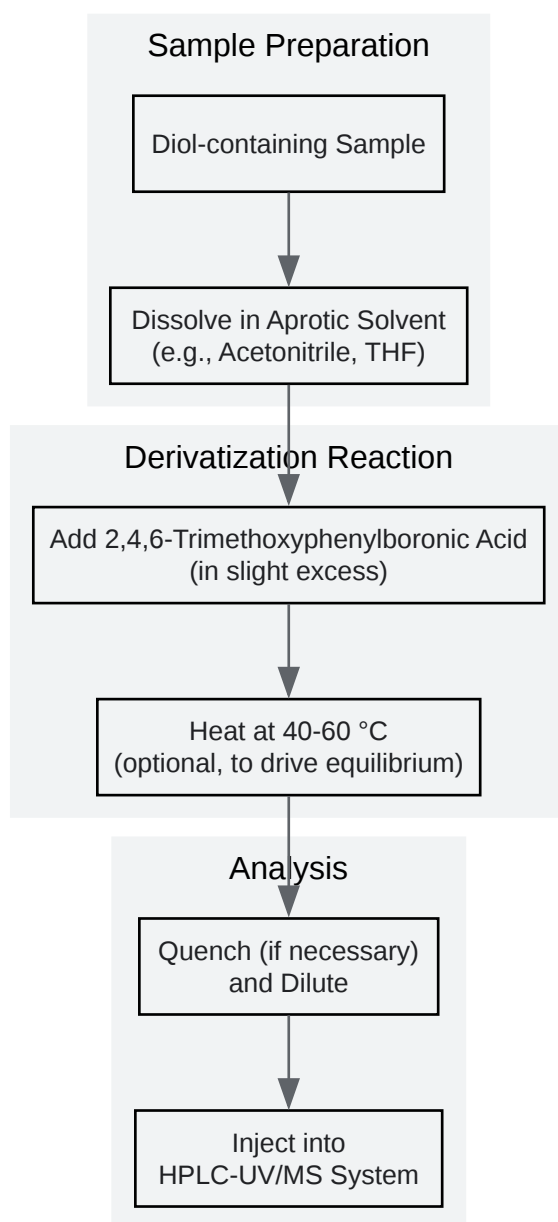 Sample Preparation
Diol-containing Sample
Dissolve in Aprotic Solvent
(e.g., Acetonitrile, THF)
Derivatization Reaction
Add 2,4,6-Trimethoxyphenylboronic Acid
(in slight excess)
Heat at 40-60 °C
(optional, to drive equilibrium)
Analysis
Quench (if necessary)
and Dilute
Inject into
HPLC-UV/MS System